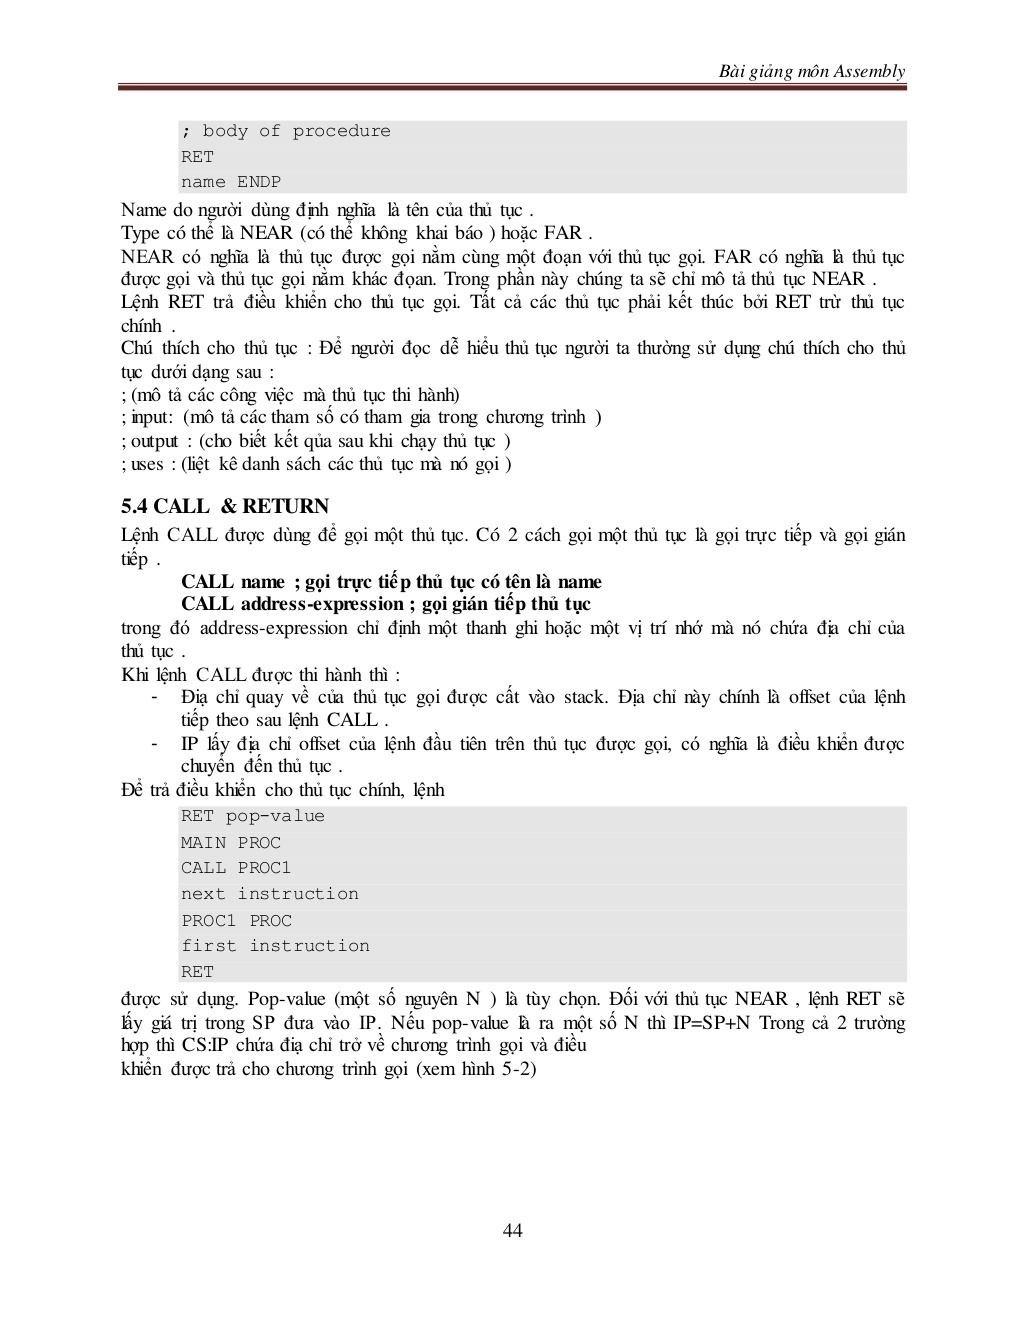 Bài giảng môn Assembly
; body of procedure
RET
name ENDP
Name do người dùng định nghĩa là tên của thủ tục .
Type có thể là NEAR (có thể không khai báo ) hoặc FAR .
NEAR có nghĩa là thủ tục được gọi nằm cùng một đoạn với thủ tục gọi. FAR có nghĩa là thủ tục
được gọi và thủ tục gọi nằm khác đọan. Trong phần này chúng ta sẽ chỉ mô tả thủ tục NEAR .
Lệnh RET trả điều khiển cho thủ tục gọi. Tất cả các thủ tục phải kết thúc bởi RET trừ thủ tục
chính .
Chú thích cho thủ tục : Để người đọc dễ hiểu thủ tục người ta thường sử dụng chú thích cho thủ
tục dưới dạng sau :
; (mô tả các công việc mà thủ tục thi hành)
; input: (mô tả các tham số có tham gia trong chương trình )
; output : (cho biết kết qủa sau khi chạy thủ tục )
; uses : (liệt kê danh sách các thủ tục mà nó gọi )
5.4 CALL & RETURN
Lệnh CALL được dùng để gọi một thủ tục. Có 2 cách gọi một thủ tục là gọi trực tiếp và gọi gián
tiếp .
CALL name ; gọi trực tiếp thủ tục có tên là name
CALL address-expression ; gọi gián tiếp thủ tục
trong đó address-expression chỉ định một thanh ghi hoặc một vị trí nhớ mà nó chứa địa chỉ của
thủ tục .
Khi lệnh CALL được thi hành thì :
- Địạ chỉ quay về của thủ tục gọi được cất vào stack. Địa chỉ này chính là offset của lệnh
tiếp theo sau lệnh CALL .
- IP lấy địa chỉ offset của lệnh đầu tiên trên thủ tục được gọi, có nghĩa là điều khiển được
chuyển đến thủ tục .
Để trả điều khiển cho thủ tục chính, lệnh
RET pop-value
MAIN PROC
CALL PROC1
next instruction
PROC1 PROC
first instruction
RET
được sử dụng. Pop-value (một số nguyên N ) là tùy chọn. Đối với thủ tục NEAR , lệnh RET sẽ
lấy giá trị trong SP đưa vào IP. Nếu pop-value là ra một số N thì IP=SP+N Trong cả 2 trường
hợp thì CS:IP chứa điạ chỉ trở về chương trình gọi và điều
khiển được trả cho chương trình gọi (xem hình 5-2)
44